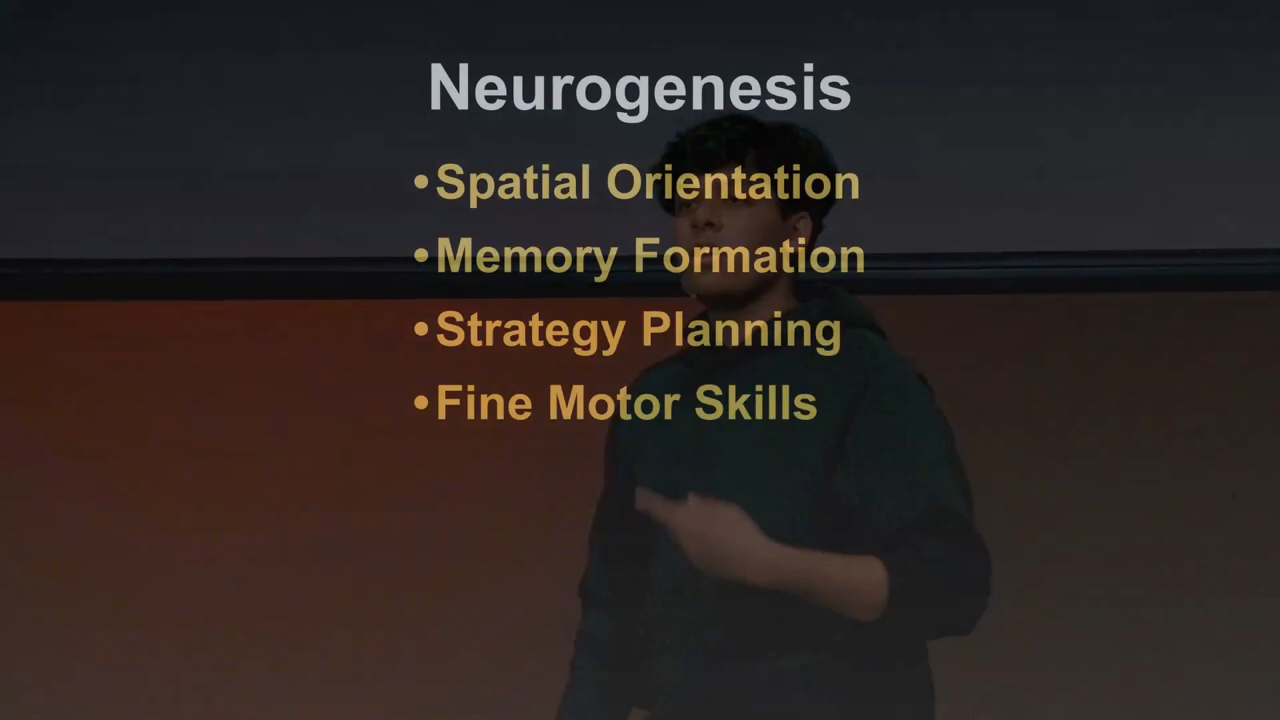 Neurogenesis
•Spatial Orientation
•Memory Formation
•Strategy Planning
•Fine Motor Skills